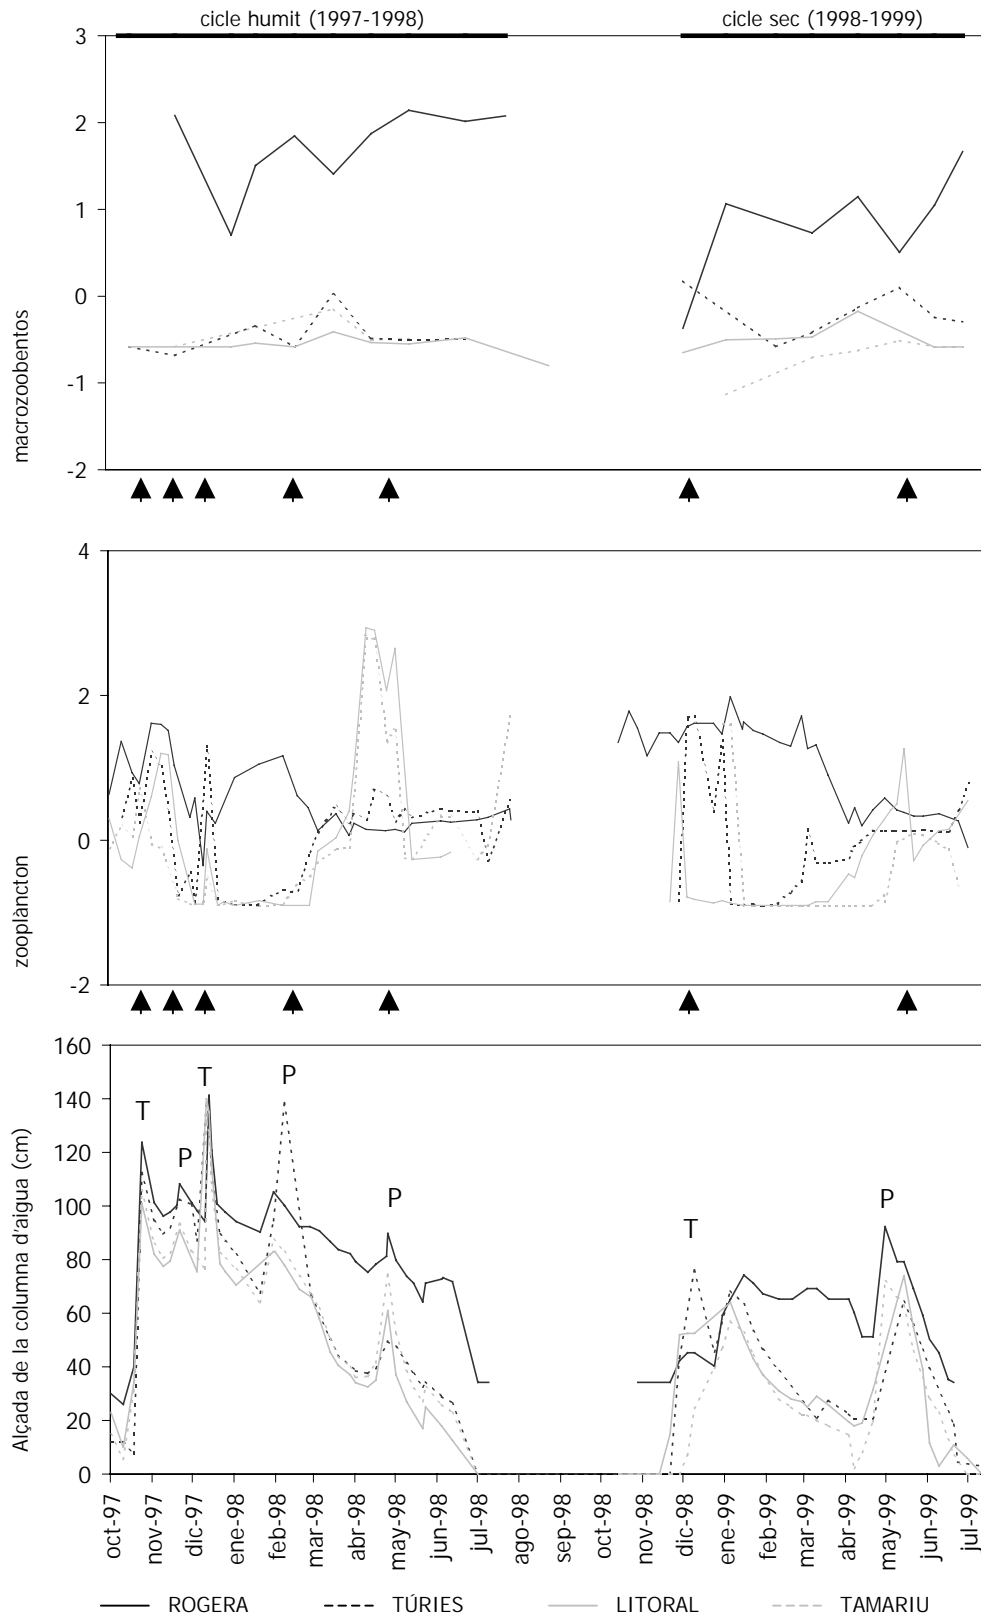 cicle humit (1997-1998)
cicle sec (1998-1999)
3
2
1
0
-1
-2
macrozoobentos
4
2
0
-2
zooplàncton
160
140
120
100
80
60
40
20
0
Alçada de la columna d'aigua (cm)
T
P
T
P
P
T
P
oct-97
nov-97
dic-97
ene-98
feb-98
mar-98
abr-98
may-98
jun-98
jul-98
ago-98
sep-98
oct-98
nov-98
dic-98
ene-99
feb-99
mar-99
abr-99
may-99
jun-99
jul-99
ROGERA
TÚRIES
LITORAL
TAMARIU